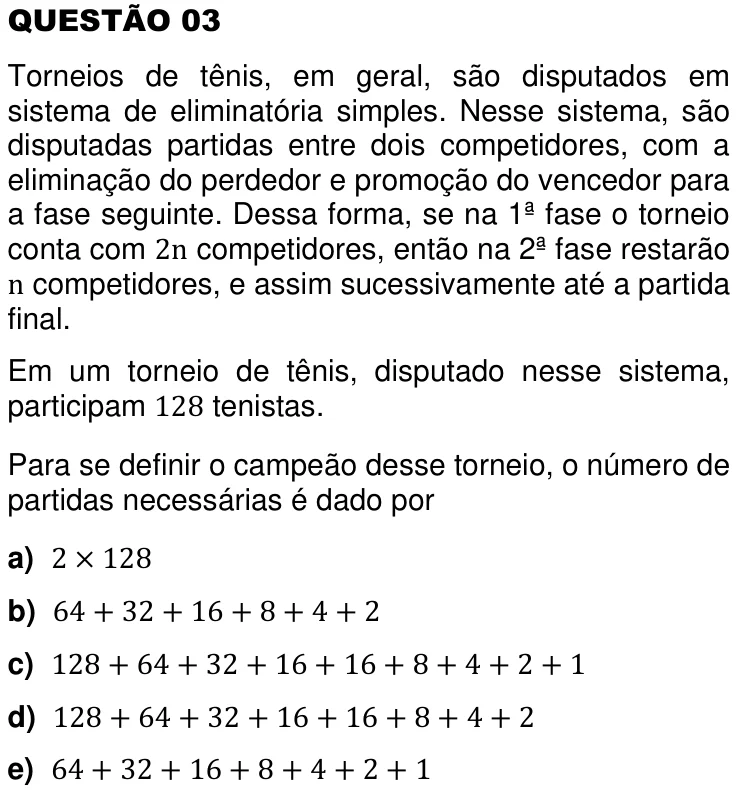 QUESTÃO 03
Torneios de tênis, em geral, são disputados em
sistema de eliminatória simples. Nesse sistema, são
disputadas partidas entre dois competidores, com a
eliminação do perdedor e promoção do vencedor para
a fase seguinte. Dessa forma, se na 1ª fase o torneio
conta com 2n competidores, então na 2ª fase restarão
n competidores, e assim sucessivamente até a partida
final.
Em um torneio de tênis, disputado nesse sistema,
participam 128 tenistas.
Para se definir o campeão desse torneio, o número de
partidas necessárias é dado por
a) 2 × 128
b) 64 + 32 + 16 + 8 + 4 + 2
c) 128 + 64 + 32 + 16 + 16 + 8 + 4 + 2 + 1
d) 128 + 64 + 32 + 16 + 16 + 8 + 4 + 2
e) 64 + 32 + 16 + 8 + 4 + 2 + 1